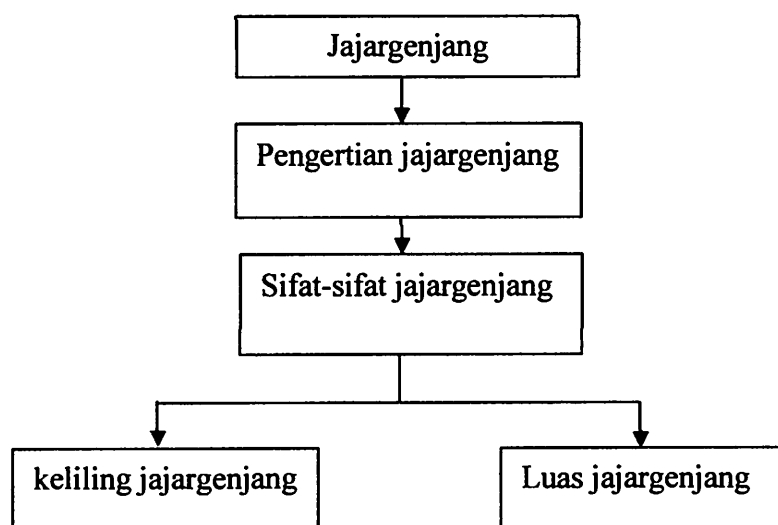 Jajargenjang
Pengertian jajargenjang
Sifat-sifat jajargenjang
keliling jajargenjang
Luas jajargenjang